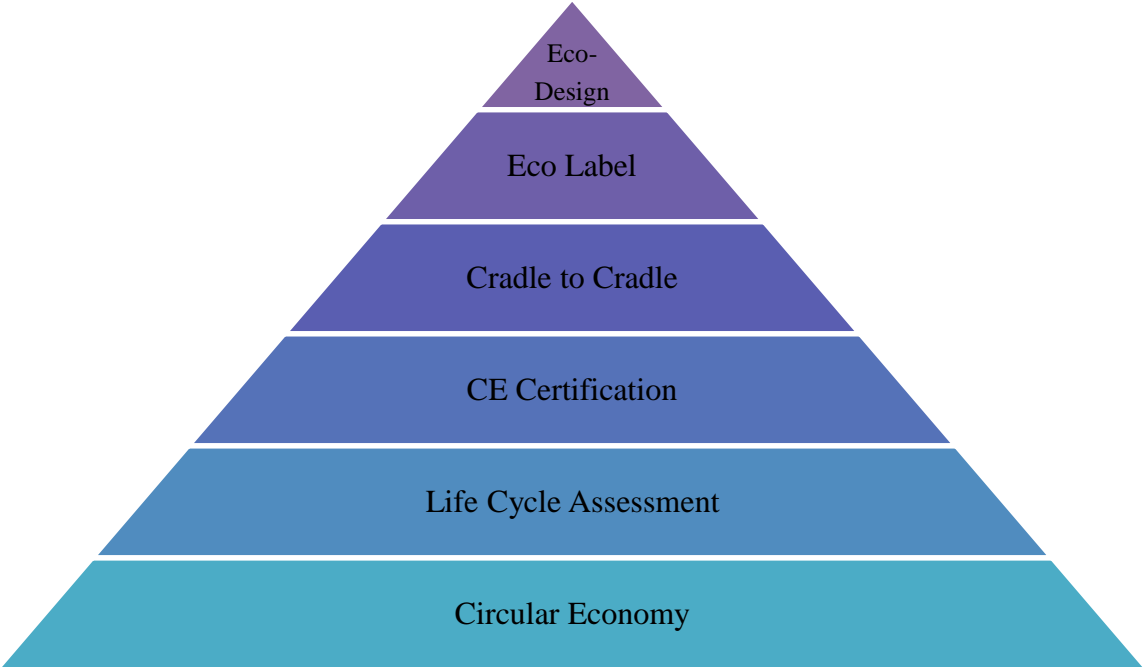 Eco-
Design
Eco Label
Cradle to Cradle
CE Certification
Life Cycle Assessment
Circular Economy